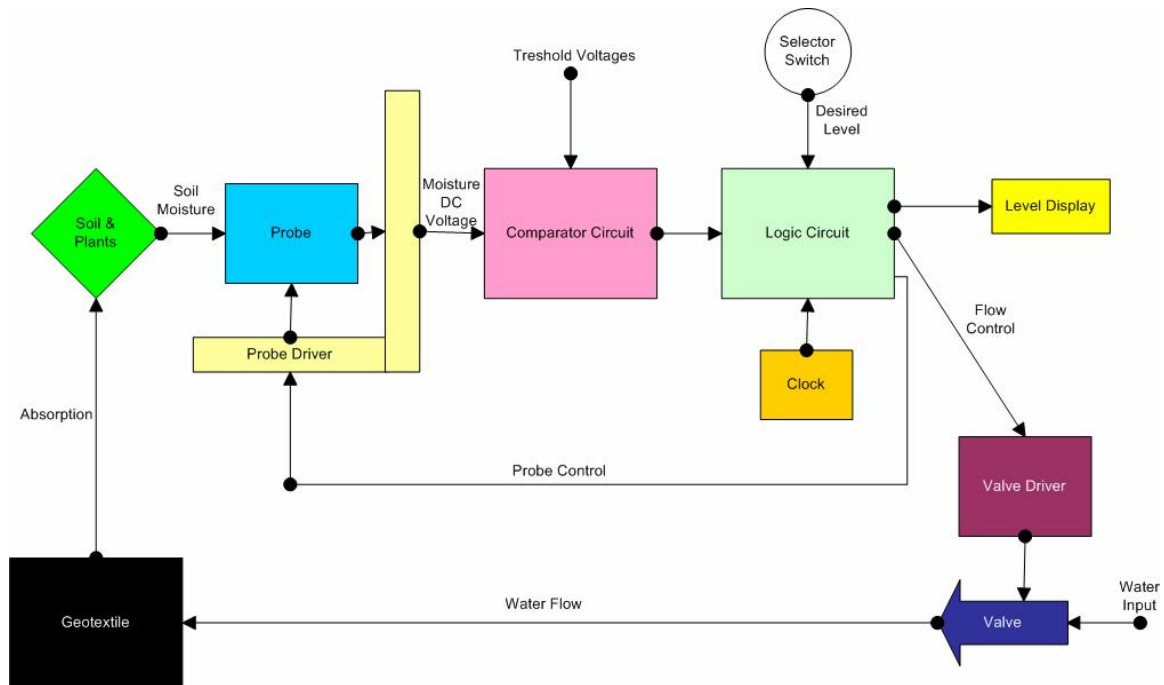 Treshold Voltages
Selector
Switch
Desired
Level
Soil
Moisture
Moisture
DC
Voltage
Soil &
Plants
Probe
Comparator Circuit
Logic Circuit
Level Display
Probe Driver
Clock
Flow
Control
Absorption
Probe Control
Valve Driver
Water
Input
Geotextile
Water Flow
Valve